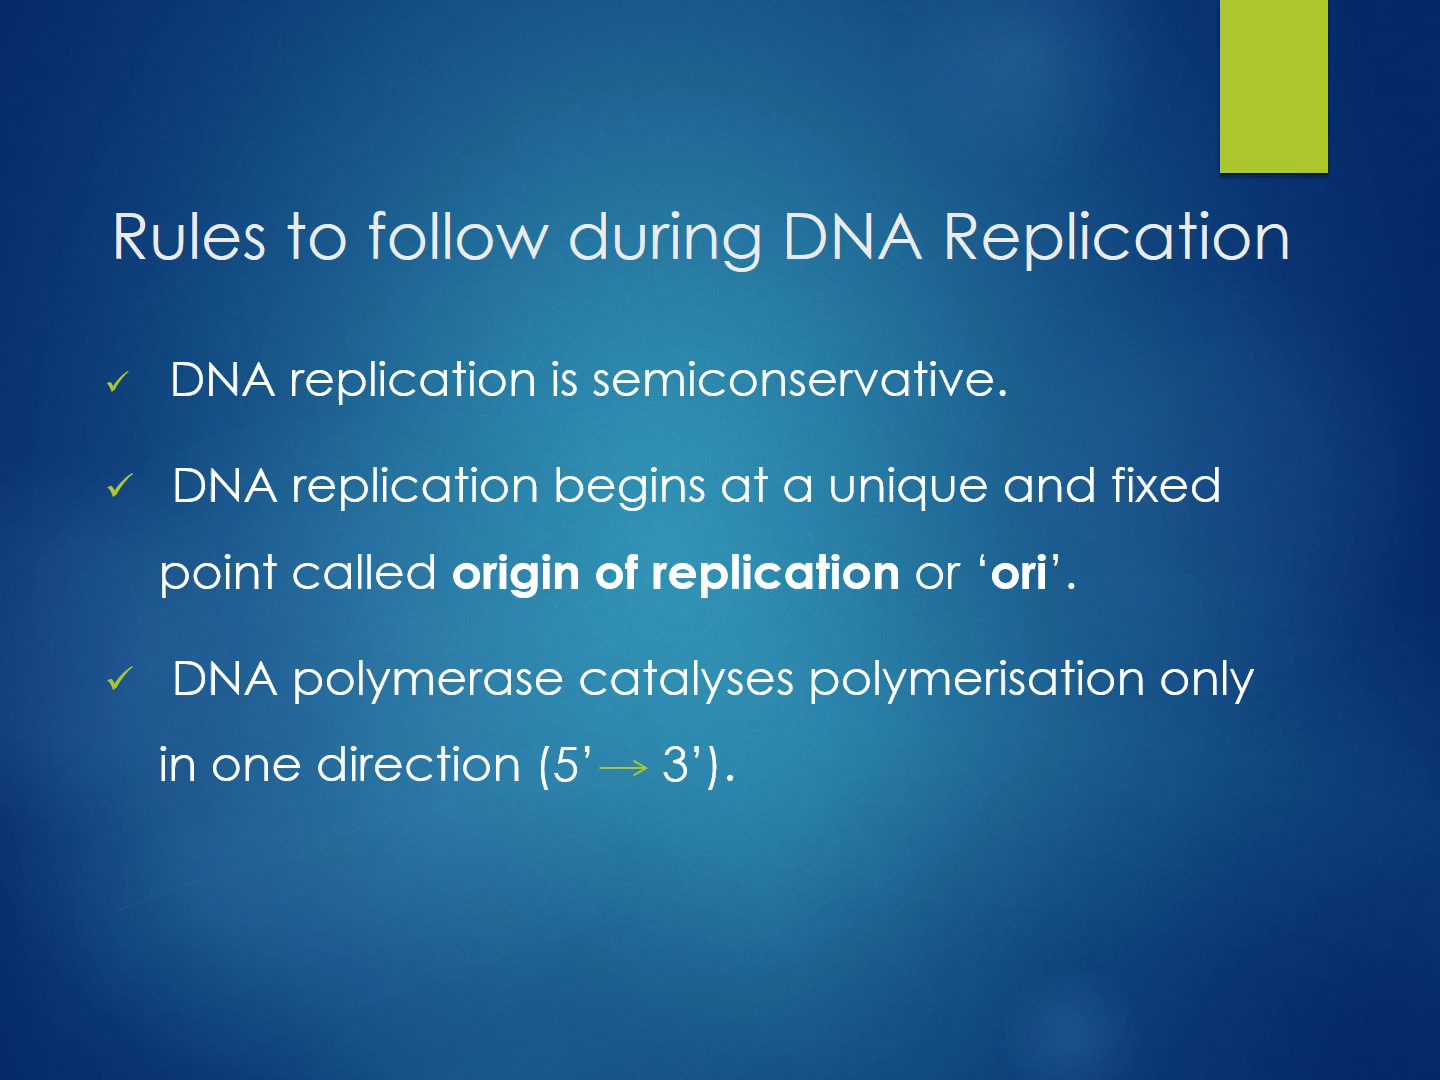 Rules to follow during DNA Replication
✓ DNA replication is semiconservative.
✓ DNA replication begins at a unique and fixed
point called origin of replication or ‘ori’.
✓ DNA polymerase catalyses polymerisation only
in one direction (5’ → 3’).